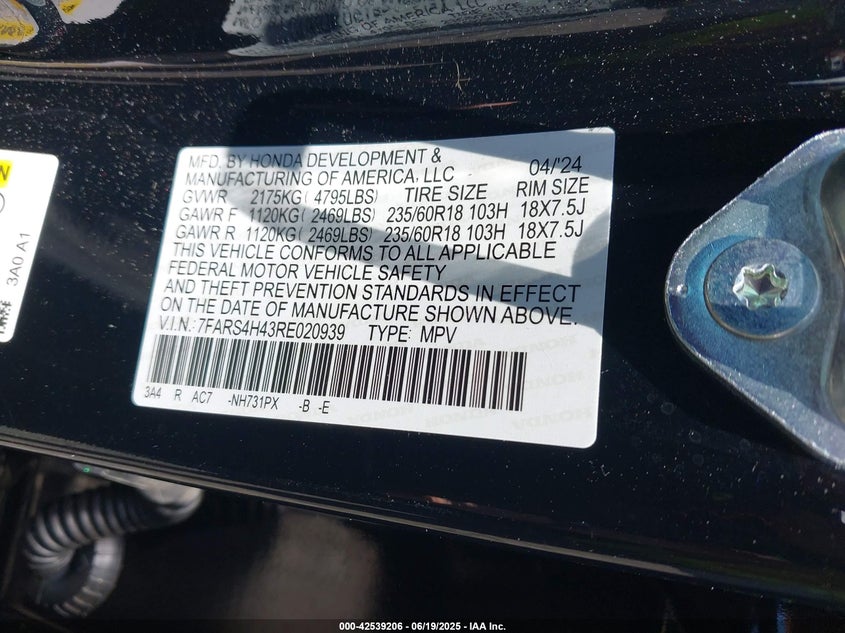 MFD. BY HONDA DEVELOPMENT &
MANUFACTURING OF AMERICA, LLC 04/'24
GVWR 2175KG( 4795LBS) TIRE SIZE RIM SIZE
GAWR F 1120KG( 2469LBS) 235/60R18 103H 18X7.5J
GAWR R 1120KG( 2469LBS) 235/60R18 103H 18X7.5J
THIS VEHICLE CONFORMS TO ALL APPLICABLE
FEDERAL MOTOR VEHICLE SAFETY
AND THEFT PREVENTION STANDARDS IN EFFECT
ON THE DATE OF MANUFACTURE SHOWN ABOVE.
V.I.N.: 7FARS4H43RE020939 TYPE: MPV
3A4 R AC7 -NH731PX -B -E
3A0 A1
HONDA
000-42539206 - 06/19/2025 - IAA Inc.